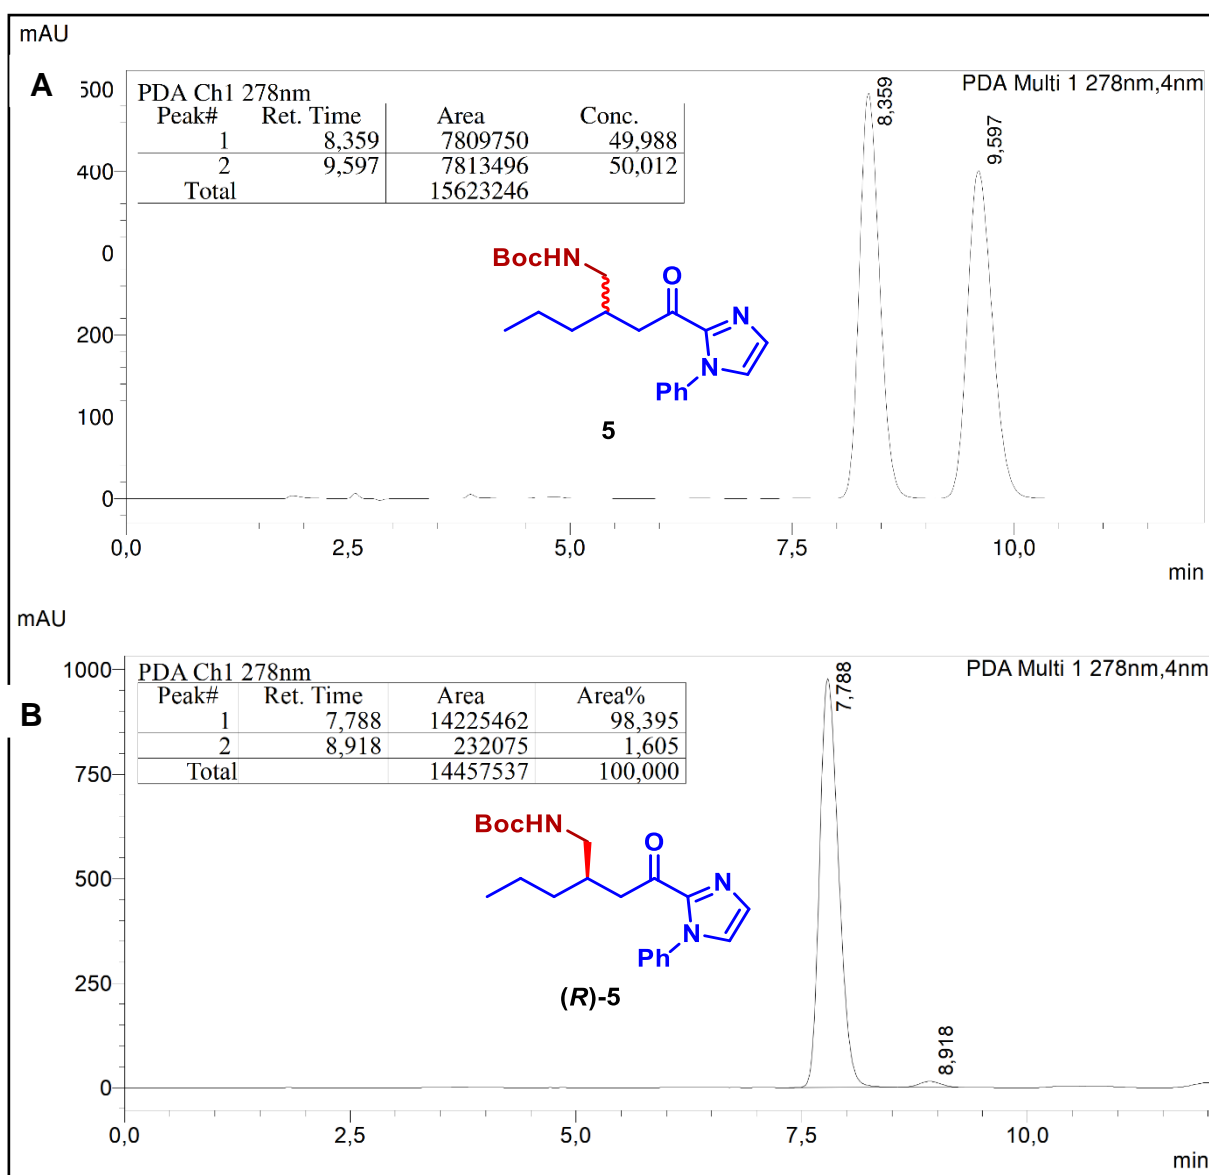 mAU
A
500
PDA Ch1 278nm
PDA Multi 1 278nm,4nm
Peak# Ret. Time Area Conc.
1 8,359 7809750 49,988
2 9,597 7813496 50,012
Total 15623246
8,359
9,597
400
0
200
100
0
BocHN
O
N
N
Ph
5
0,0 2,5 5,0 7,5 10,0
min
mAU
B
1000
PDA Ch1 278nm
PDA Multi 1 278nm,4nm
Peak# Ret. Time Area Area%
1 7,788 14225462 98,395
2 8,918 232075 1,605
Total 14457537 100,000
7,788
8,918
750
500
250
0
BocHN
O
N
N
Ph
(R)-5
0,0 2,5 5,0 7,5 10,0
min